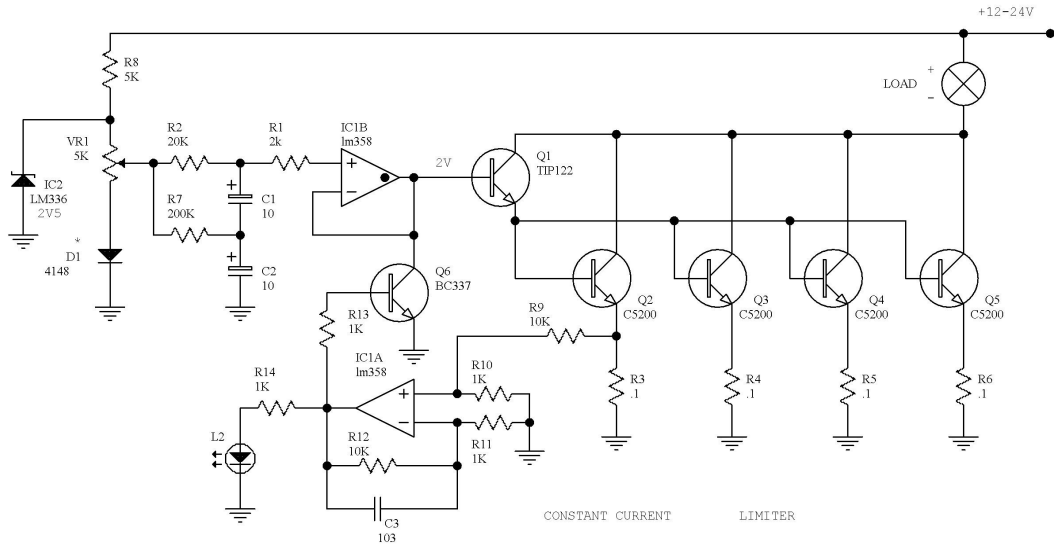 +12-24V
R8
5K
LOAD
+
-
VR1
5K
R2
20K
R1
2k
IC1B
lm358
+
-
2V
Q1
TIP122
IC2
LM336
2V5
R7
200K
+
C1
10
*
D1
4148
+
C2
10
Q6
BC337
Q2
C5200
Q3
C5200
Q4
C5200
Q5
C5200
R13
1K
R9
10K
IC1A
lm358
R14
1K
+
-
R10
1K
R3
.1
R4
.1
R5
.1
R6
.1
R11
1K
L2
R12
10K
C3
103
CONSTANT CURRENT LIMITER